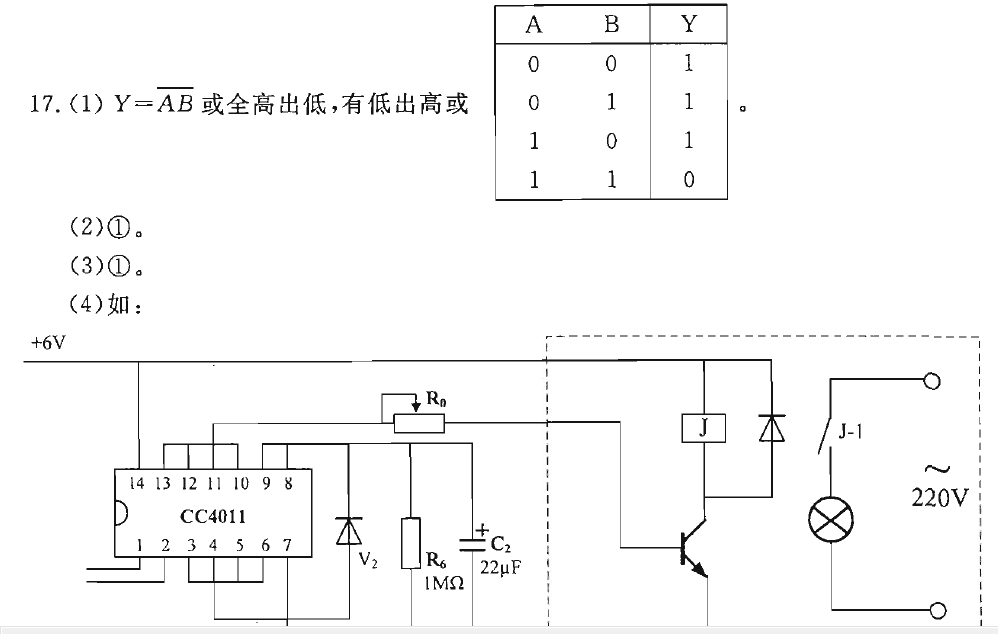 A B Y
0 0 1
17.(1) Y=\overline{AB} 或全高出低,有低出高或 0 1 1 。
1 0 1
1 1 0
(2)①。
(3)①。
(4)如:
+6V
R₀
J J-1
~
220V
14 13 12 11 10 9 8
CC4011
1 2 3 4 5 6 7
V₂
R₆
1MΩ
+
C₂
22μF